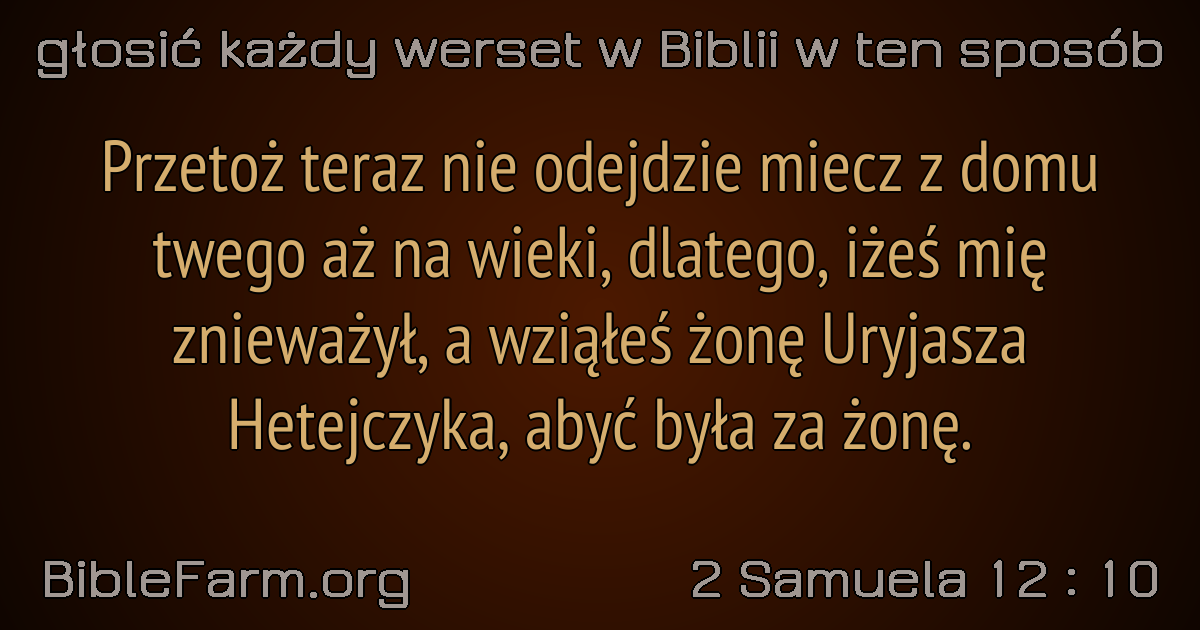 głosić każdy werset w Biblii w ten sposób
Przetoż teraz nie odejdzie miecz z domu
twego aż na wieki, dlatego, iżeś mię
znieważył, a wziąłeś żonę Uryjasza
Hetejczyka, abyć była za żonę.
BibleFarm.org
2 Samuela 12 : 10